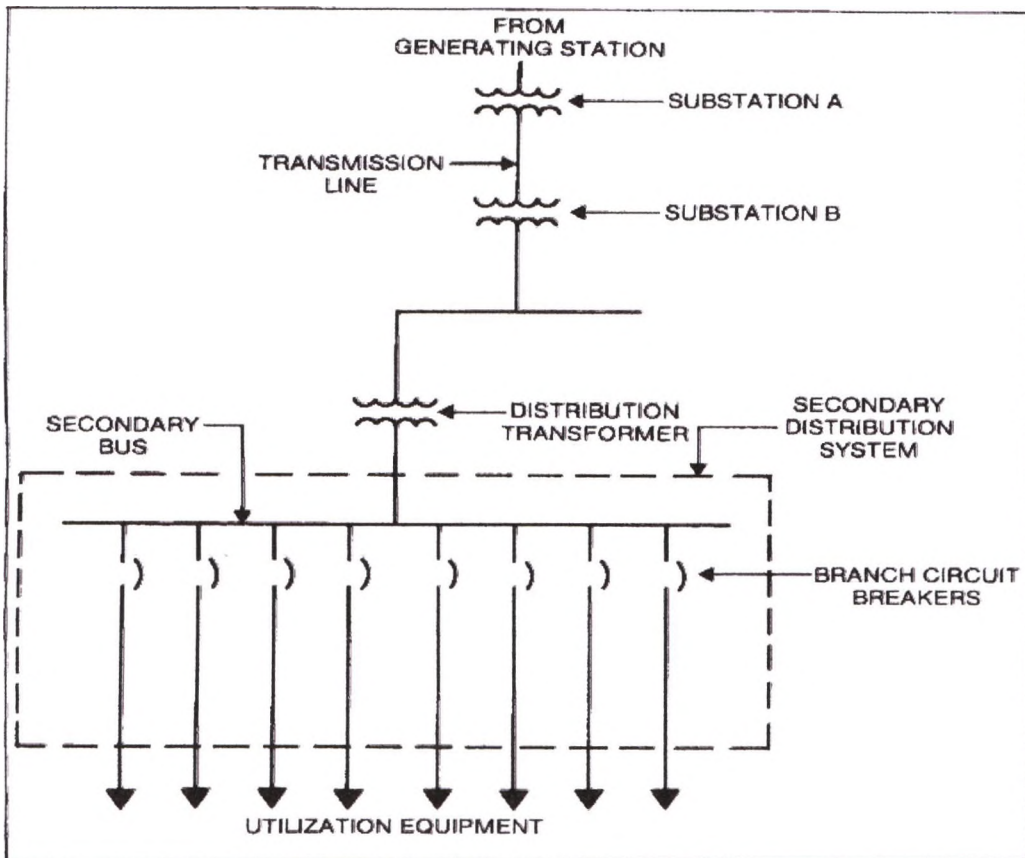 FROM
GENERATING STATION
SUBSTATION A
TRANSMISSION
LINE
SUBSTATION B
DISTRIBUTION
TRANSFORMER
SECONDARY
DISTRIBUTION
SYSTEM
SECONDARY
BUS
BRANCH CIRCUIT
BREAKERS
UTILIZATION EQUIPMENT